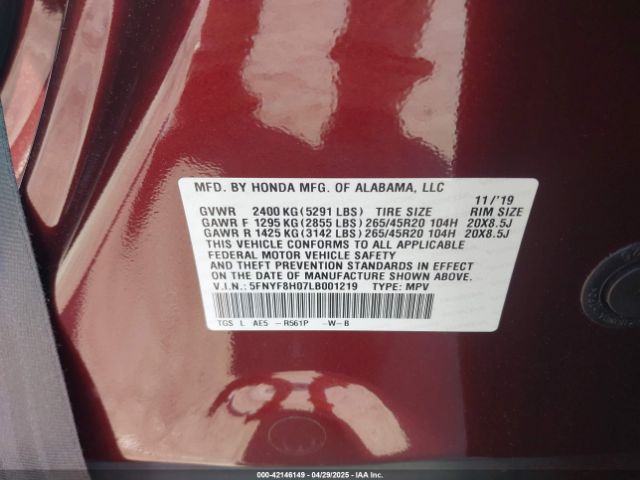 MFD. BY HONDA MFG. OF ALABAMA, LLC
11/'19
GVWR 2400 KG (5291 LBS) TIRE SIZE RIM SIZE
GAWR F 1295 KG (2855 LBS) 265/45R20 104H 20X8.5J
GAWR R 1425 KG (3142 LBS) 265/45R20 104H 20X8.5J
THIS VEHICLE CONFORMS TO ALL APPLICABLE
FEDERAL MOTOR VEHICLE SAFETY
AND THEFT PREVENTION STANDARDS IN EFFECT
ON THE DATE OF MANUFACTURE SHOWN ABOVE.
V.I.N.: 5FNYF8H07LB001219 TYPE: MPV
TGS L AE5 -R561P -W-B
000-42146149 04/29/2025 - IAA Inc.